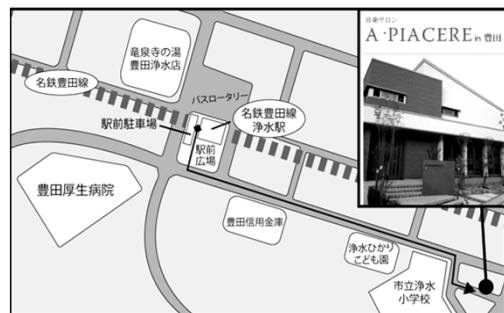 音楽サロン
A・PIACERE in 豊田
竜泉寺の湯
豊田浄水店
名鉄豊田線
バスロータリー
名鉄豊田線
浄水駅
駅前駐車場
駅前
広場
豊田厚生病院
豊田信用金庫
浄水ひかり
こども園
市立浄水
小学校